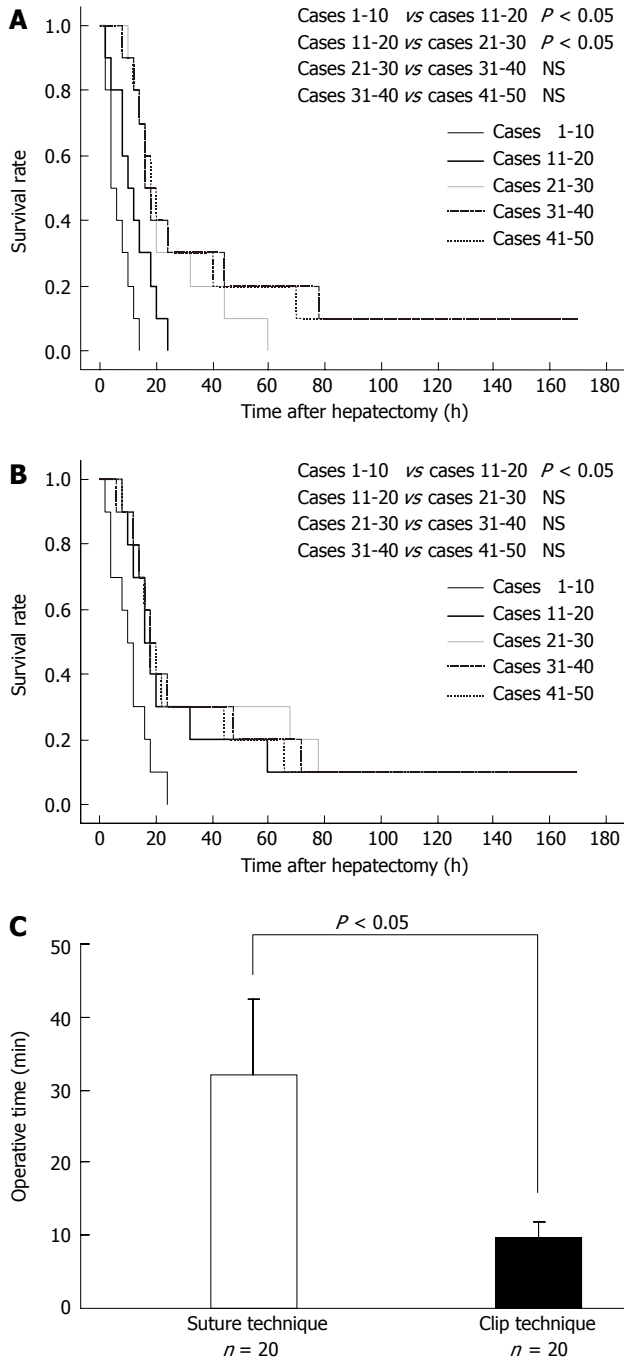 A
Cases 1-10 vs cases 11-20 P < 0.05
Cases 11-20 vs cases 21-30 P < 0.05
Cases 21-30 vs cases 31-40 NS
Cases 31-40 vs cases 41-50 NS
Cases 1-10
Cases 11-20
Cases 21-30
Cases 31-40
Cases 41-50
Survival rate
1.0
0.8
0.6
0.4
0.2
0.0
0 20 40 60 80 100 120 140 160 180
Time after hepatectomy (h)
B
Cases 1-10 vs cases 11-20 P < 0.05
Cases 11-20 vs cases 21-30 NS
Cases 21-30 vs cases 31-40 NS
Cases 31-40 vs cases 41-50 NS
Cases 1-10
Cases 11-20
Cases 21-30
Cases 31-40
Cases 41-50
Survival rate
1.0
0.8
0.6
0.4
0.2
0.0
0 20 40 60 80 100 120 140 160 180
Time after hepatectomy (h)
C
P < 0.05
Operative time (min)
50
40
30
20
10
0
Suture technique Clip technique
n = 20 n = 20